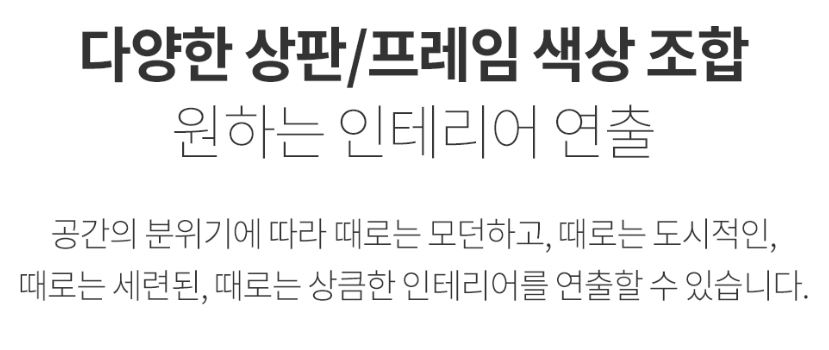 다양한 상판/프레임 색상 조합
원하는 인테리어 연출
공간의 분위기에 따라 때로는 모던하고, 때로는 도시적인,
때로는 세련된, 때로는 상큼한 인테리어를 연출할 수 있습니다.